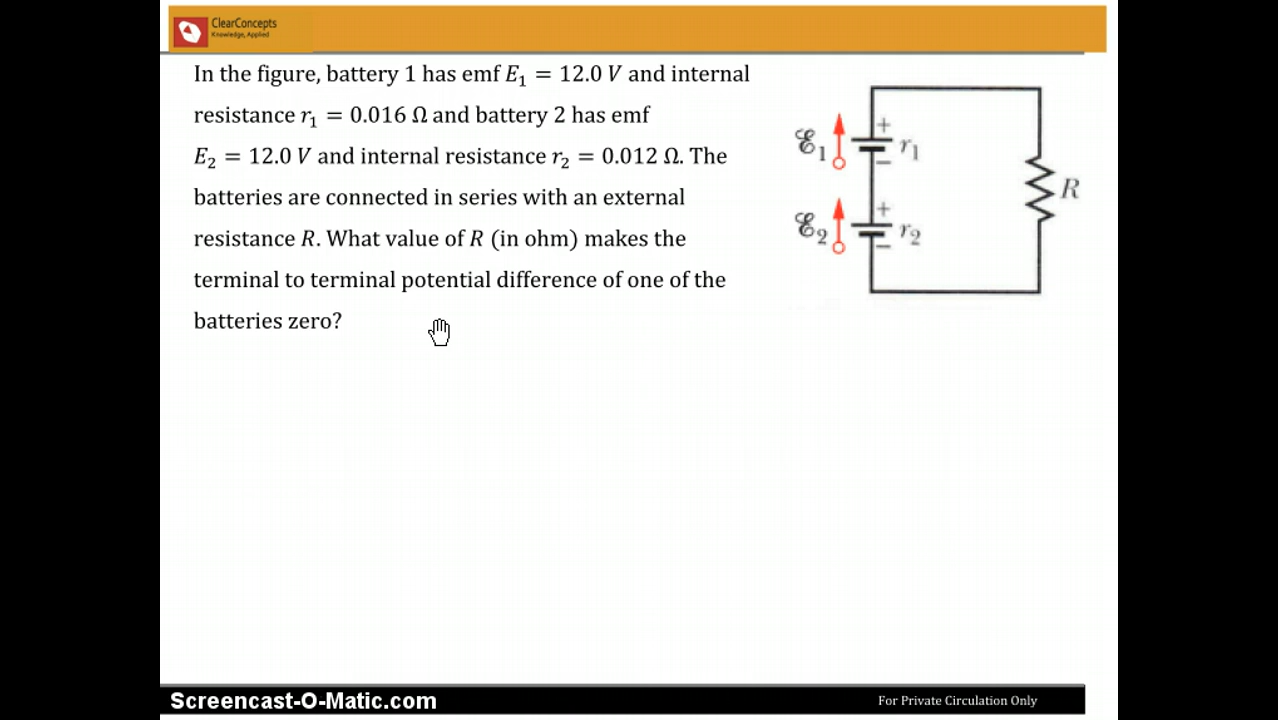 ClearConcepts
Knowledge, Applied
In the figure, battery 1 has emf E₁ = 12.0 V and internal
resistance r₁ = 0.016 Ω and battery 2 has emf
E₂ = 12.0 V and internal resistance r₂ = 0.012 Ω. The
batteries are connected in series with an external
resistance R. What value of R (in ohm) makes the
terminal to terminal potential difference of one of the
batteries zero?
ℰ₁ + − r₁
R
ℰ₂ + − r₂
Screencast-O-Matic.com
For Private Circulation Only